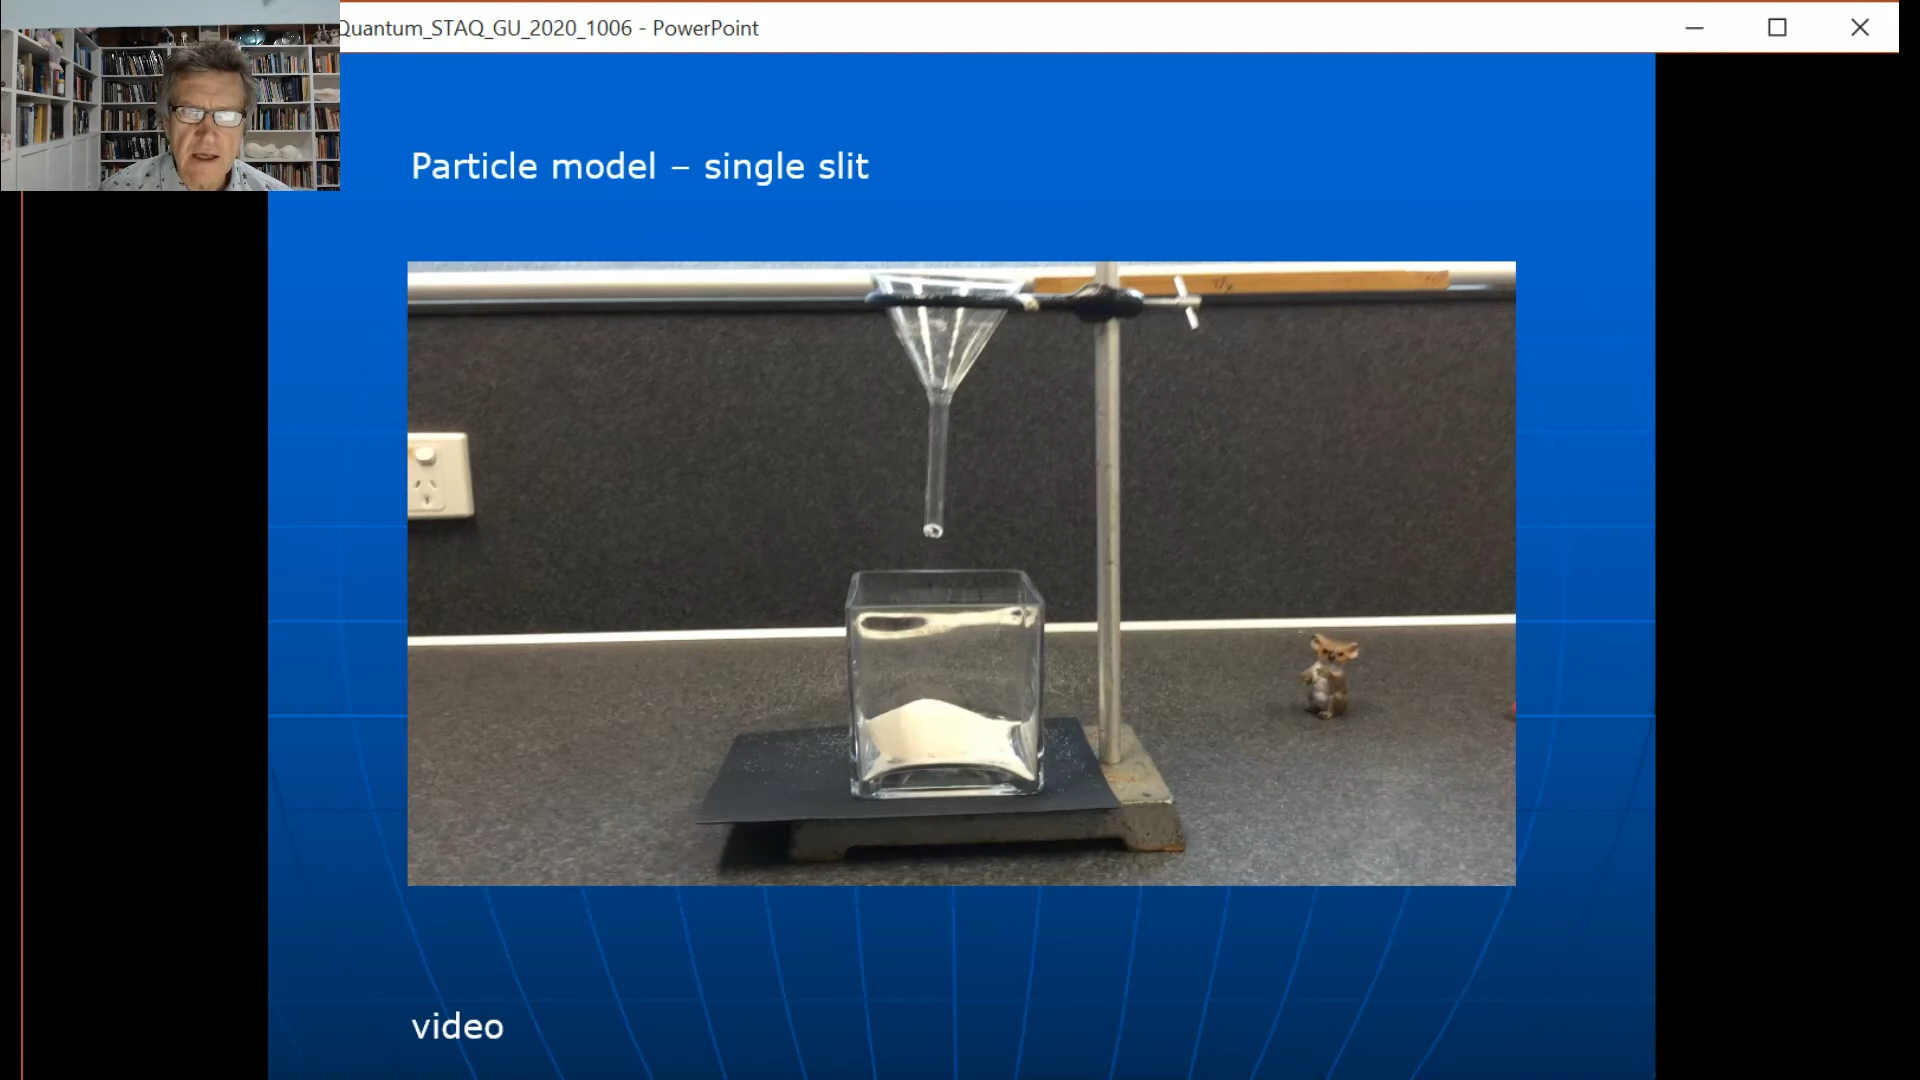 Quantum_STAQ_GU_2020_1006 - PowerPoint
Particle model – single slit
video